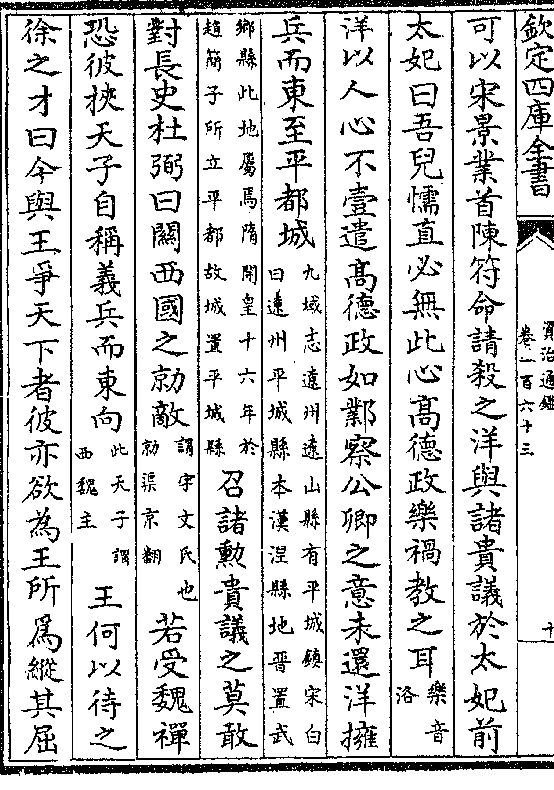 欽定四庫全書
資治通鑑
卷一百六十三
十
可以宋景業首陳符命請殺之洋與諸貴議於太妃前
太妃曰吾兒懦直必無此心高德政樂禍教之耳樂音洛
洋以人心不壹遣高德政如鄴察公卿之意未還洋擁
兵而東至平都城九域志遼州遼山縣有平城鎮宋白曰遼州平城縣本漢涅縣地晉置武
鄉縣此地屬焉隋開皇十六年於趙簡子所立平都故城置平城縣召諸勲貴議之莫敢
對長史杜弼曰關西國之勍敵謂宇文氏也勍渠京翻若受魏禪
恐彼挾天子自稱義兵而東向此天子謂西魏主王何以待之
徐之才曰今與王爭天下者彼亦欲為王所爲縱其屈